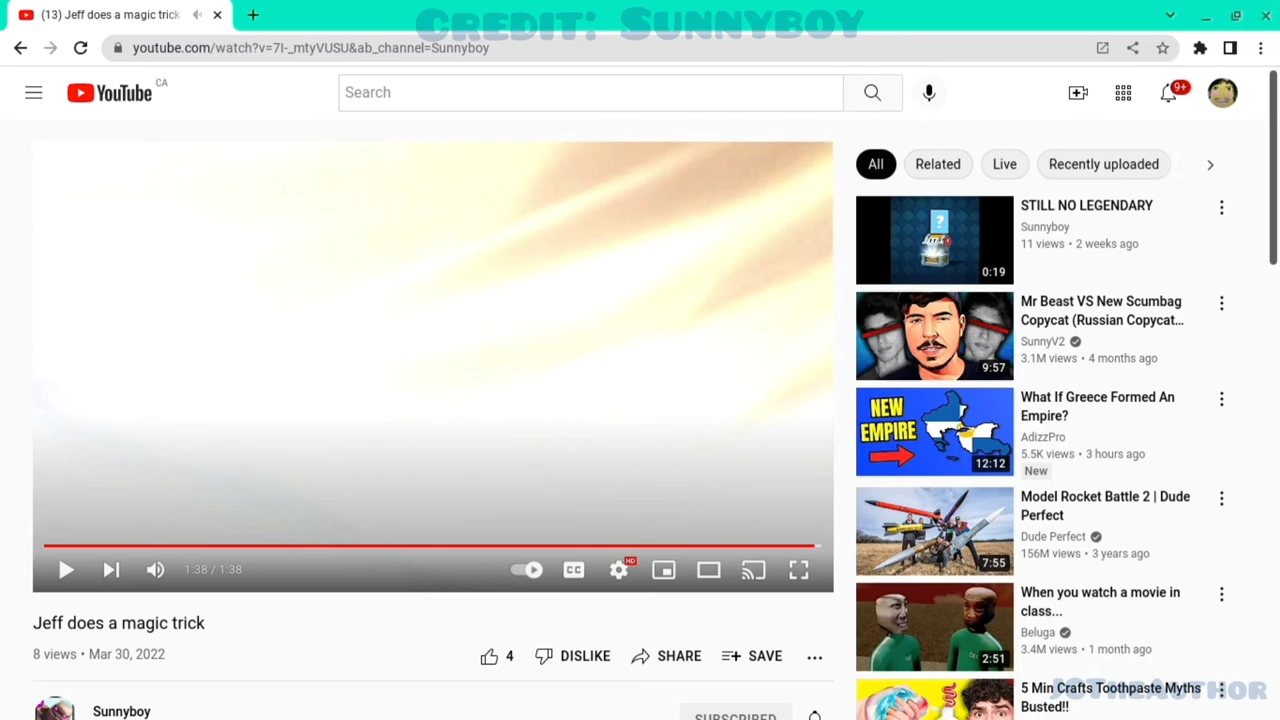 (13) Jeff does a magic trick
Credit: Sunnyboy
youtube.com/watch?v=7I-_mtyVUSU&ab_channel=Sunnyboy
YouTube CA
Search
9+
All
Related
Live
Recently uploaded
STILL NO LEGENDARY
Sunnyboy
11 views • 2 weeks ago
0:19
Mr Beast VS New Scumbag
Copycat (Russian Copycat...
SunnyV2
3.1M views • 4 months ago
9:57
NEW
EMPIRE
What If Greece Formed An
Empire?
AdizzPro
5.5K views • 3 hours ago
New
12:12
Model Rocket Battle 2 | Dude
Perfect
Dude Perfect
156M views • 3 years ago
7:55
When you watch a movie in
class...
Beluga
3.4M views • 1 month ago
2:51
5 Min Crafts Toothpaste Myths
Busted!!
1:38 / 1:38
CC
HD
Jeff does a magic trick
8 views • Mar 30, 2022
4
DISLIKE
SHARE
SAVE
Sunnyboy
SUBSCRIBED
JOTheAuthor